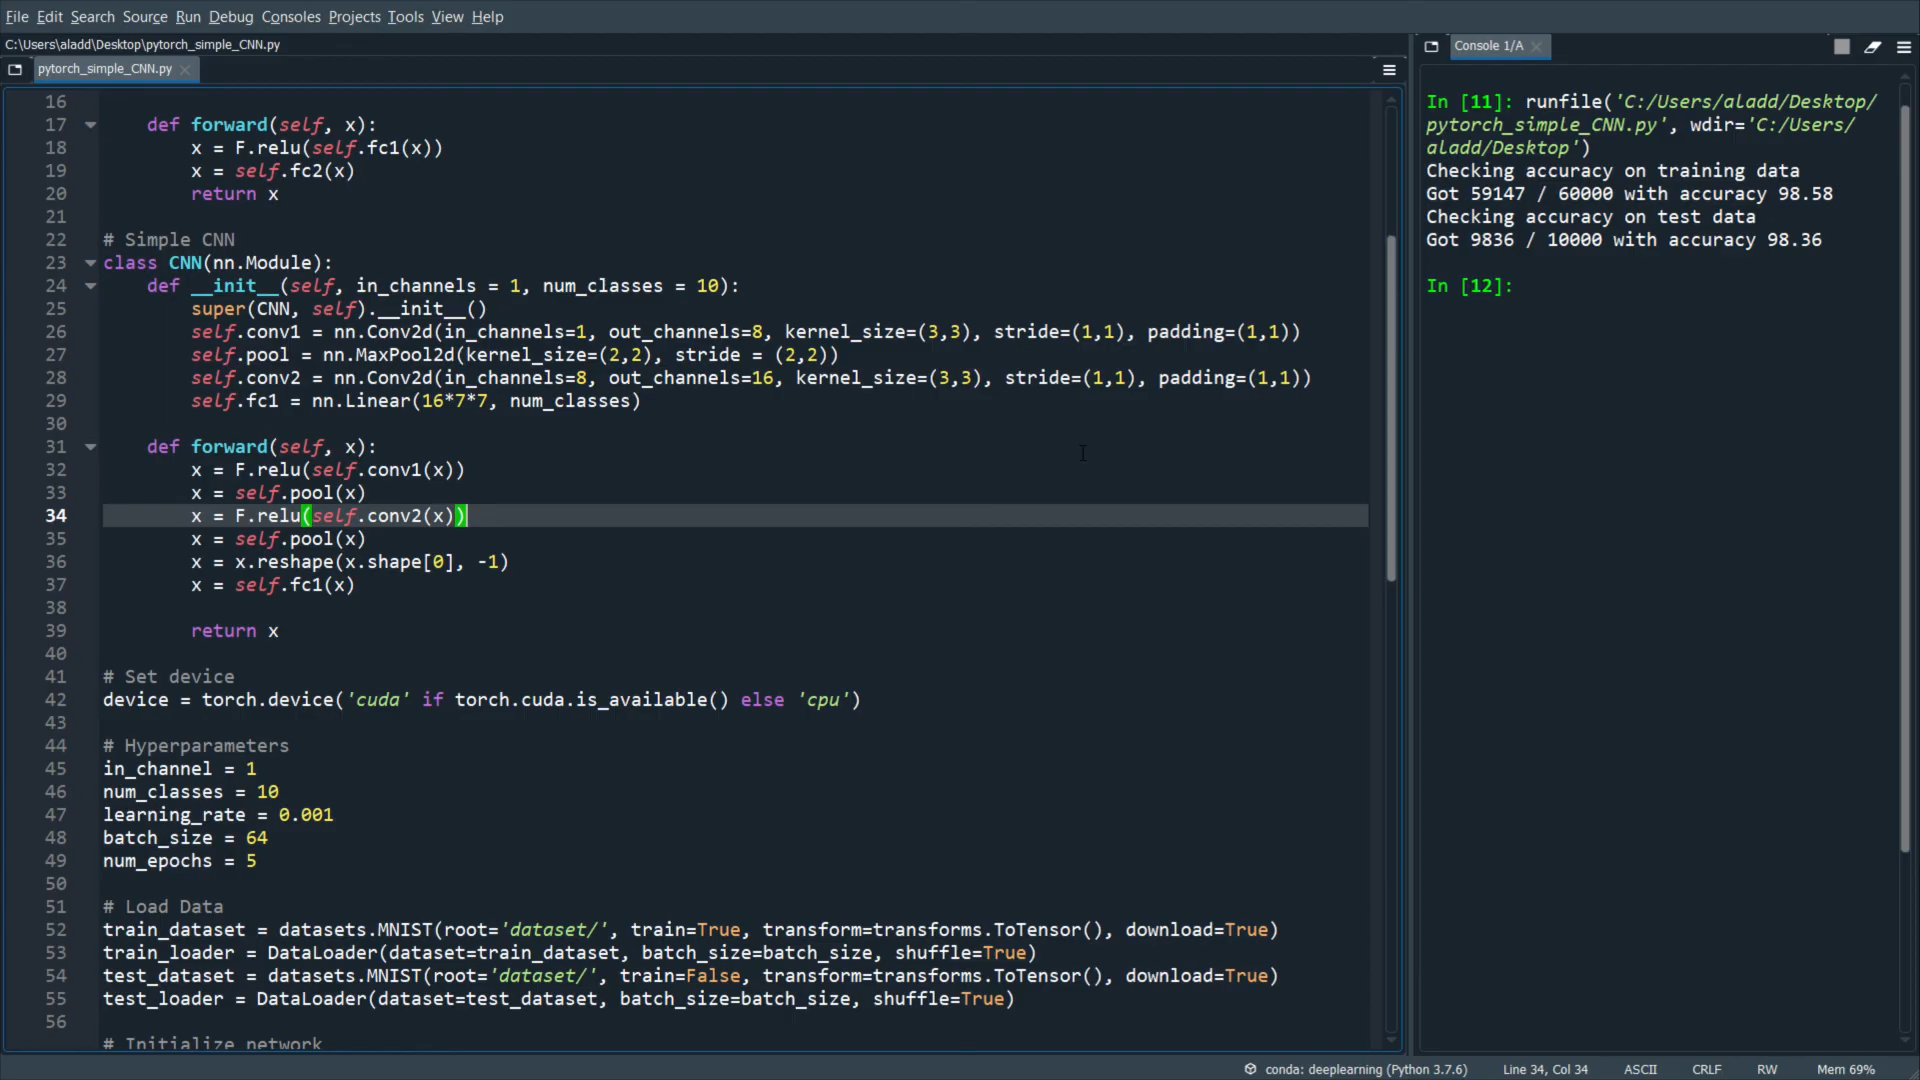 File Edit Search Source Run Debug Consoles Projects Tools View Help
C:\Users\aladd\Desktop\pytorch_simple_CNN.py
pytorch_simple_CNN.py
16
17     def forward(self, x):
18         x = F.relu(self.fc1(x))
19         x = self.fc2(x)
20         return x
21
22 # Simple CNN
23 class CNN(nn.Module):
24     def __init__(self, in_channels = 1, num_classes = 10):
25         super(CNN, self).__init__()
26         self.conv1 = nn.Conv2d(in_channels=1, out_channels=8, kernel_size=(3,3), stride=(1,1), padding=(1,1))
27         self.pool = nn.MaxPool2d(kernel_size=(2,2), stride = (2,2))
28         self.conv2 = nn.Conv2d(in_channels=8, out_channels=16, kernel_size=(3,3), stride=(1,1), padding=(1,1))
29         self.fc1 = nn.Linear(16*7*7, num_classes)
30
31     def forward(self, x):
32         x = F.relu(self.conv1(x))
33         x = self.pool(x)
34         x = F.relu(self.conv2(x))
35         x = self.pool(x)
36         x = x.reshape(x.shape[0], -1)
37         x = self.fc1(x)
38
39         return x
40
41 # Set device
42 device = torch.device('cuda' if torch.cuda.is_available() else 'cpu')
43
44 # Hyperparameters
45 in_channel = 1
46 num_classes = 10
47 learning_rate = 0.001
48 batch_size = 64
49 num_epochs = 5
50
51 # Load Data
52 train_dataset = datasets.MNIST(root='dataset/', train=True, transform=transforms.ToTensor(), download=True)
53 train_loader = DataLoader(dataset=train_dataset, batch_size=batch_size, shuffle=True)
54 test_dataset = datasets.MNIST(root='dataset/', train=False, transform=transforms.ToTensor(), download=True)
55 test_loader = DataLoader(dataset=test_dataset, batch_size=batch_size, shuffle=True)
56
# Initialize network
Console 1/A
In [11]: runfile('C:/Users/aladd/Desktop/
pytorch_simple_CNN.py', wdir='C:/Users/
aladd/Desktop')
Checking accuracy on training data
Got 59147 / 60000 with accuracy 98.58
Checking accuracy on test data
Got 9836 / 10000 with accuracy 98.36
In [12]:
conda: deeplearning (Python 3.7.6) Line 34, Col 34 ASCII CRLF RW Mem 69%